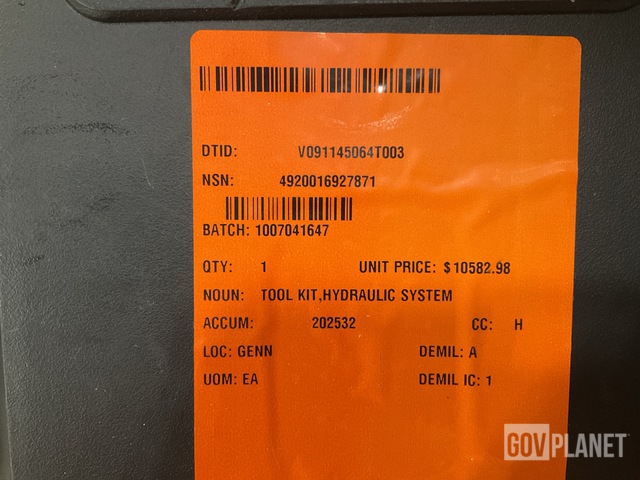 DTID: V091145064T003
NSN: 4920016927871
BATCH: 1007041647
QTY: 1 UNIT PRICE: $10582.98
NOUN: TOOL KIT,HYDRAULIC SYSTEM
ACCUM: 202532 CC: H
LOC: GENN DEMIL: A
UOM: EA DEMIL IC: 1
GOVPLANET